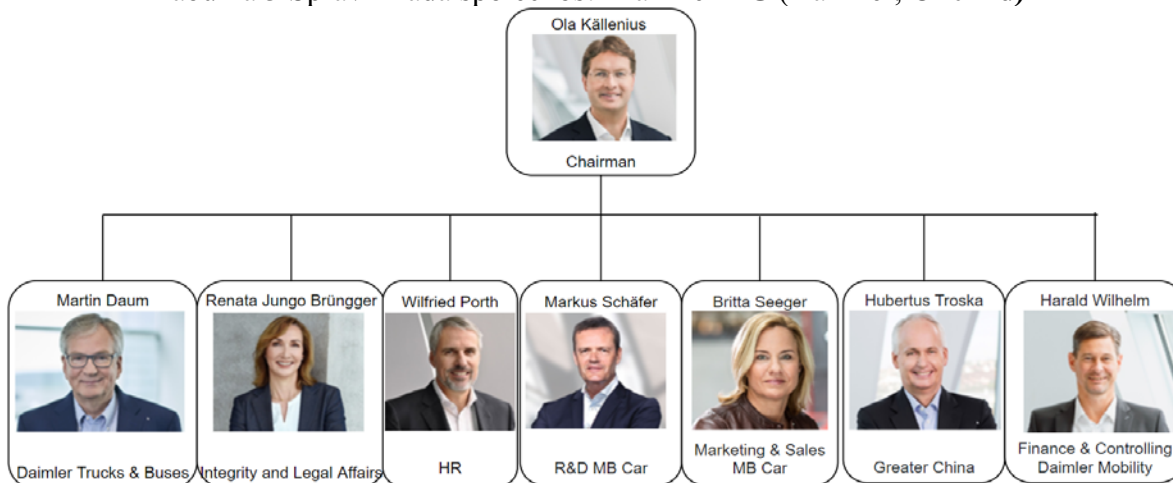 Ola Källenius
Chairman
Martin Daum
Renata Jungo Brüngger
Wilfried Porth
Markus Schäfer
Britta Seeger
Hubertus Troska
Harald Wilhelm
Daimler Trucks & Buses
Integrity and Legal Affairs
HR
R&D MB Car
Marketing & Sales
MB Car
Greater China
Finance & Controlling
Daimler Mobility